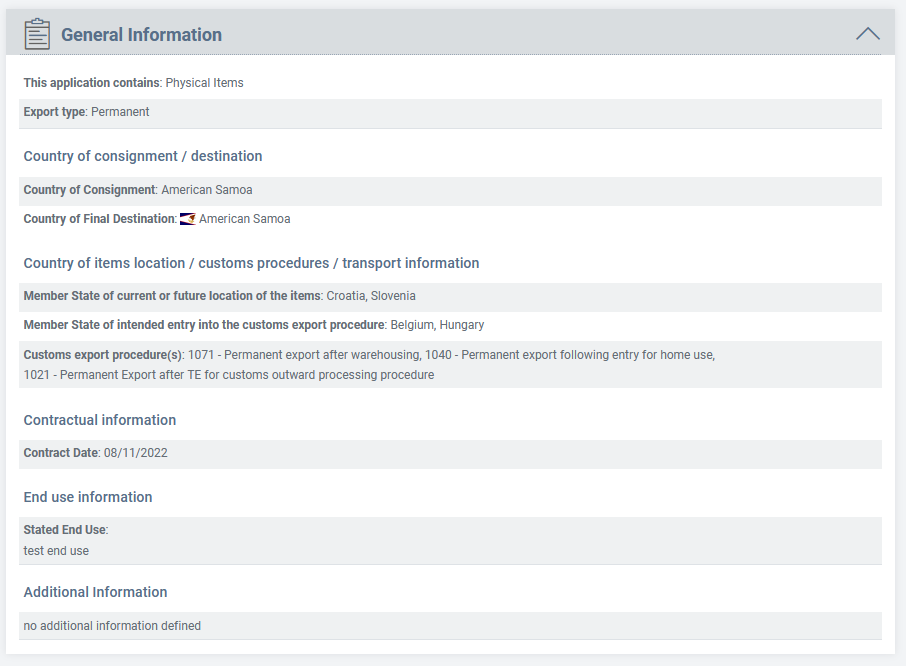 General Information
This application contains: Physical Items
Export type: Permanent
Country of consignment / destination
Country of Consignment: American Samoa
Country of Final Destination: American Samoa
Country of items location / customs procedures / transport information
Member State of current or future location of the items: Croatia, Slovenia
Member State of intended entry into the customs export procedure: Belgium, Hungary
Customs export procedure(s): 1071 - Permanent export after warehousing, 1040 - Permanent export following entry for home use,
1021 - Permanent Export after TE for customs outward processing procedure
Contractual information
Contract Date: 08/11/2022
End use information
Stated End Use:
test end use
Additional Information
no additional information defined